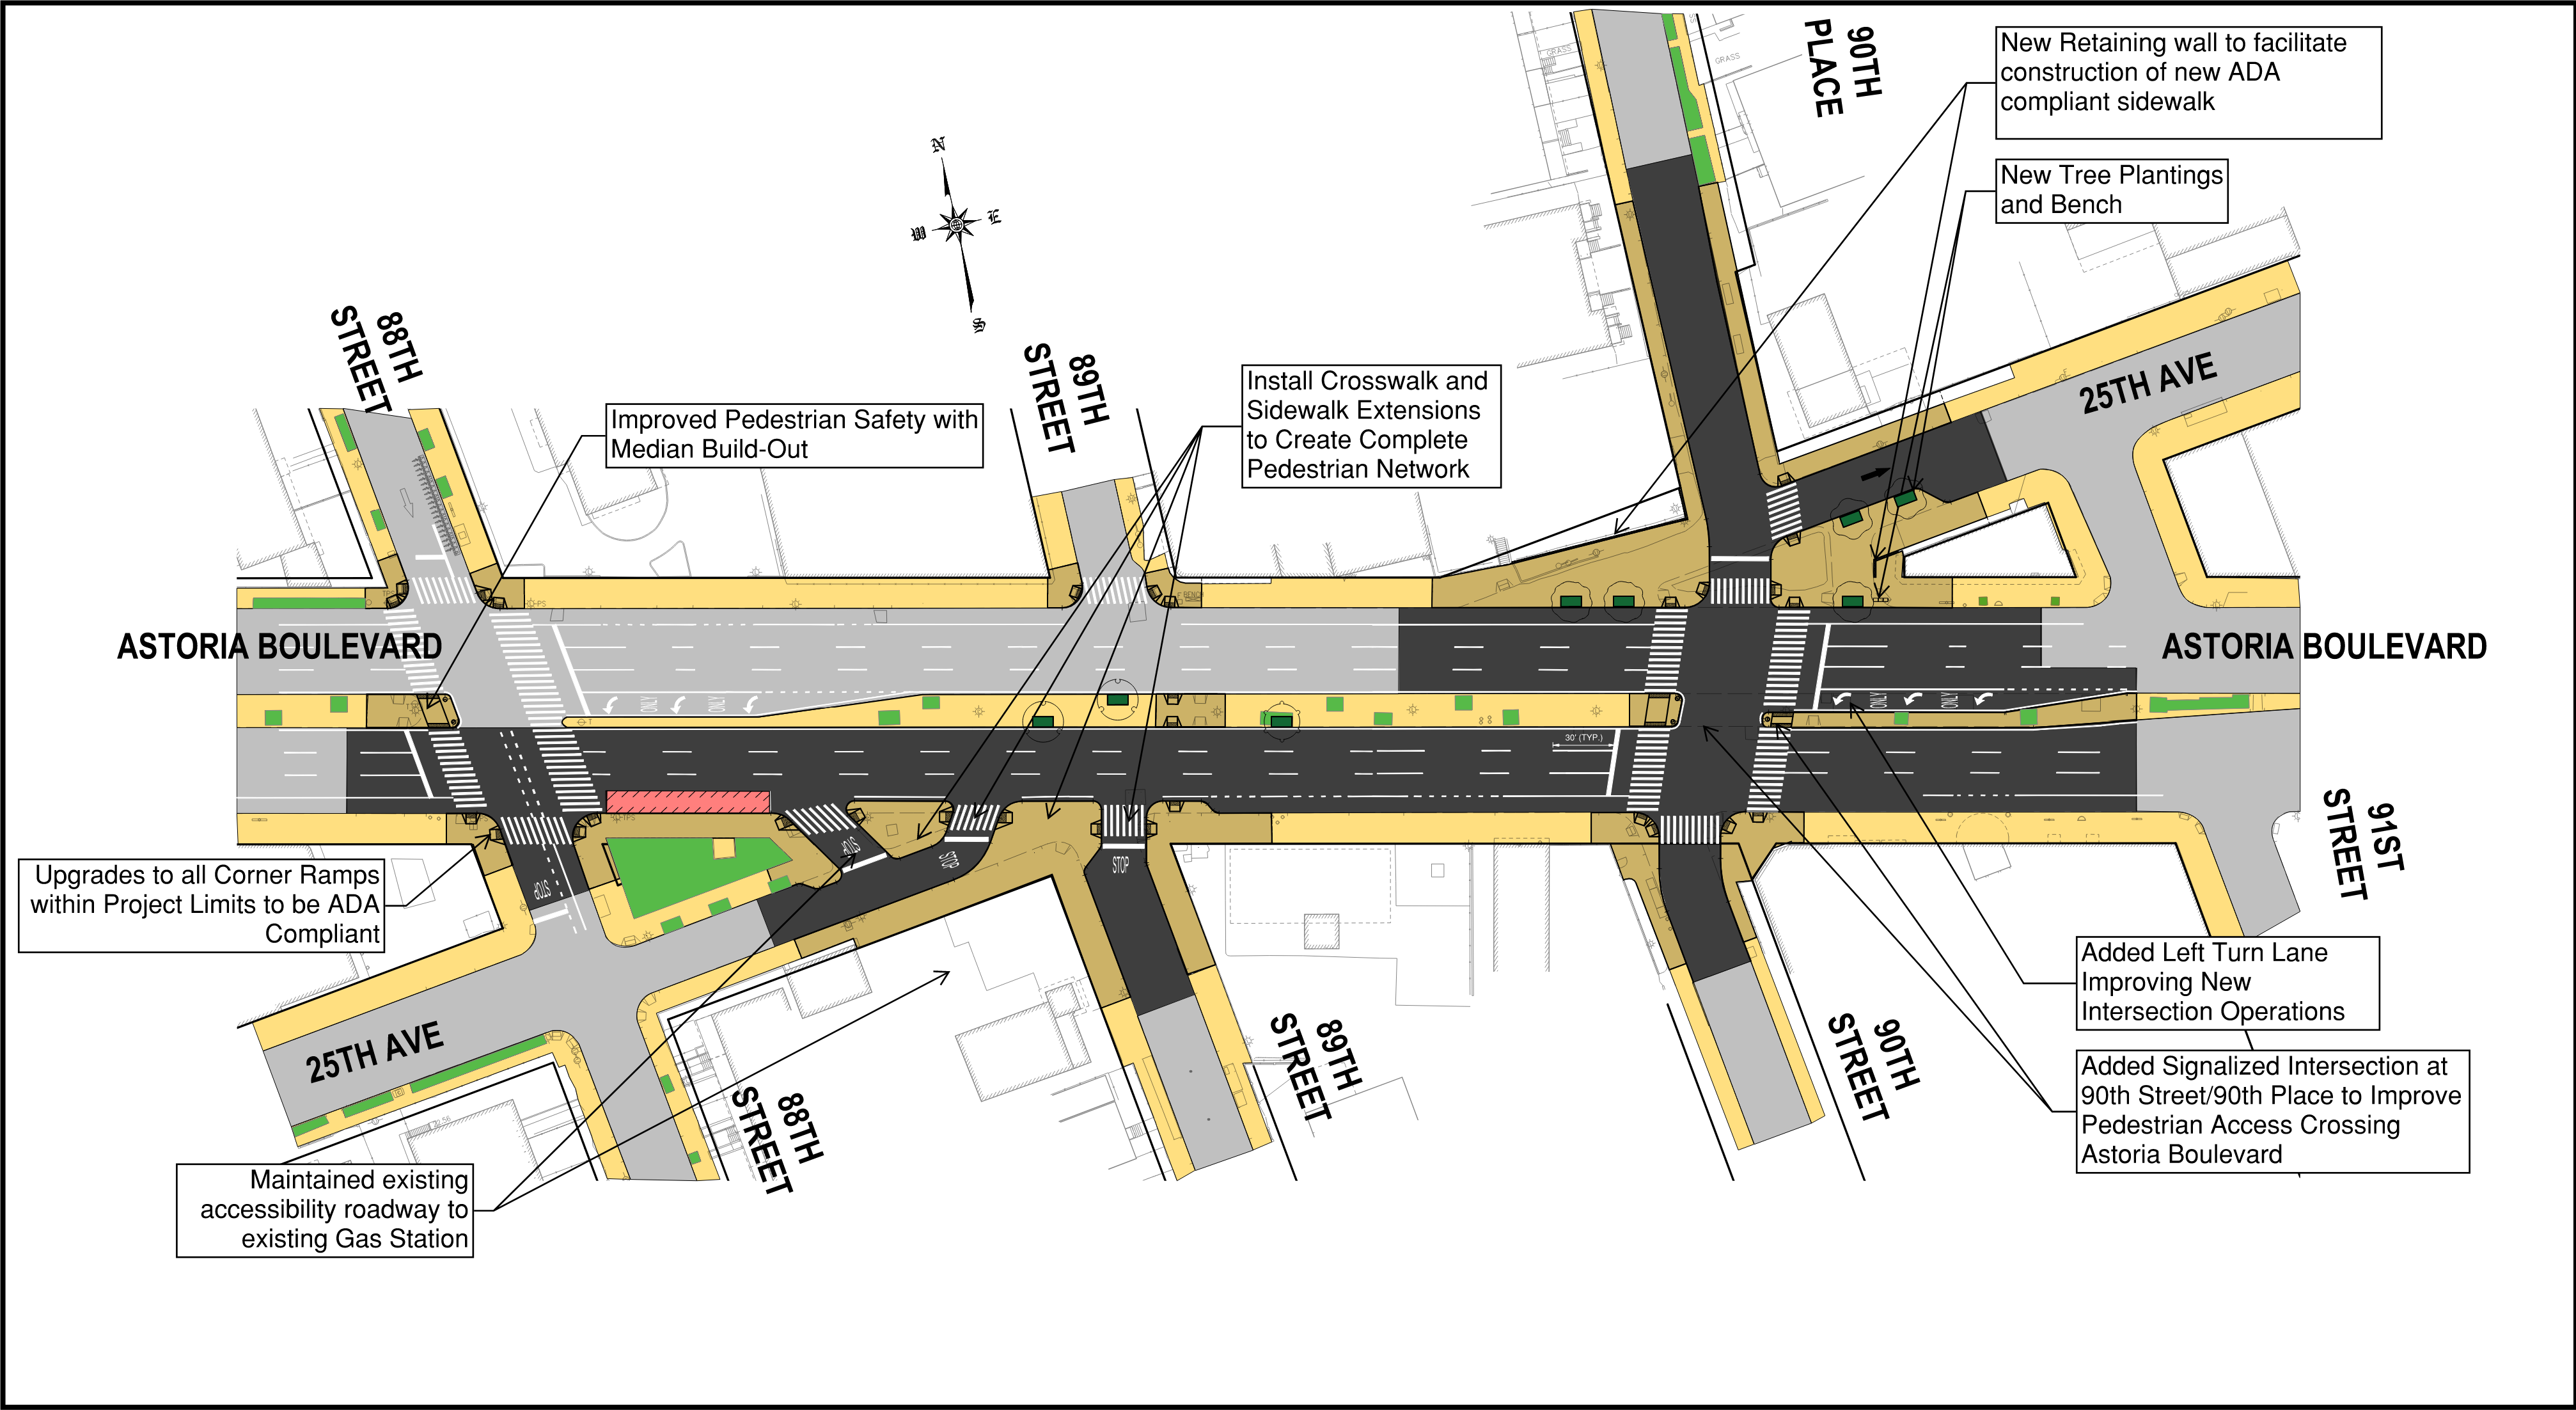 90TH
PLACE
New Retaining wall to facilitate
construction of new ADA
compliant sidewalk
GRASS
GRASS
New Tree Plantings
and Bench
N
W
E
S
88TH
STREET
89TH
STREET
Improved Pedestrian Safety with
Median Build-Out
Install Crosswalk and
Sidewalk Extensions
to Create Complete
Pedestrian Network
25TH AVE
ASTORIA BOULEVARD
ASTORIA BOULEVARD
ONLY
ONLY
ONLY
ONLY
30' (TYP.)
STOP
STOP
STOP
STOP
91ST
STREET
Upgrades to all Corner Ramps
within Project Limits to be ADA
Compliant
Added Left Turn Lane
Improving New
Intersection Operations
25TH AVE
88TH
STREET
89TH
STREET
90TH
STREET
Added Signalized Intersection at
90th Street/90th Place to Improve
Pedestrian Access Crossing
Astoria Boulevard
Maintained existing
accessibility roadway to
existing Gas Station